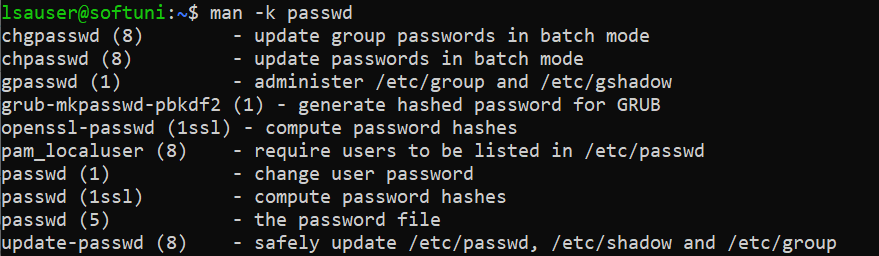 lsauser@softuni:~$ man -k passwd
chgpasswd (8)        - update group passwords in batch mode
chpasswd (8)         - update passwords in batch mode
gpasswd (1)          - administer /etc/group and /etc/gshadow
grub-mkpasswd-pbkdf2 (1) - generate hashed password for GRUB
openssl-passwd (1ssl) - compute password hashes
pam_localuser (8)    - require users to be listed in /etc/passwd
passwd (1)           - change user password
passwd (1ssl)        - compute password hashes
passwd (5)           - the password file
update-passwd (8)    - safely update /etc/passwd, /etc/shadow and /etc/group